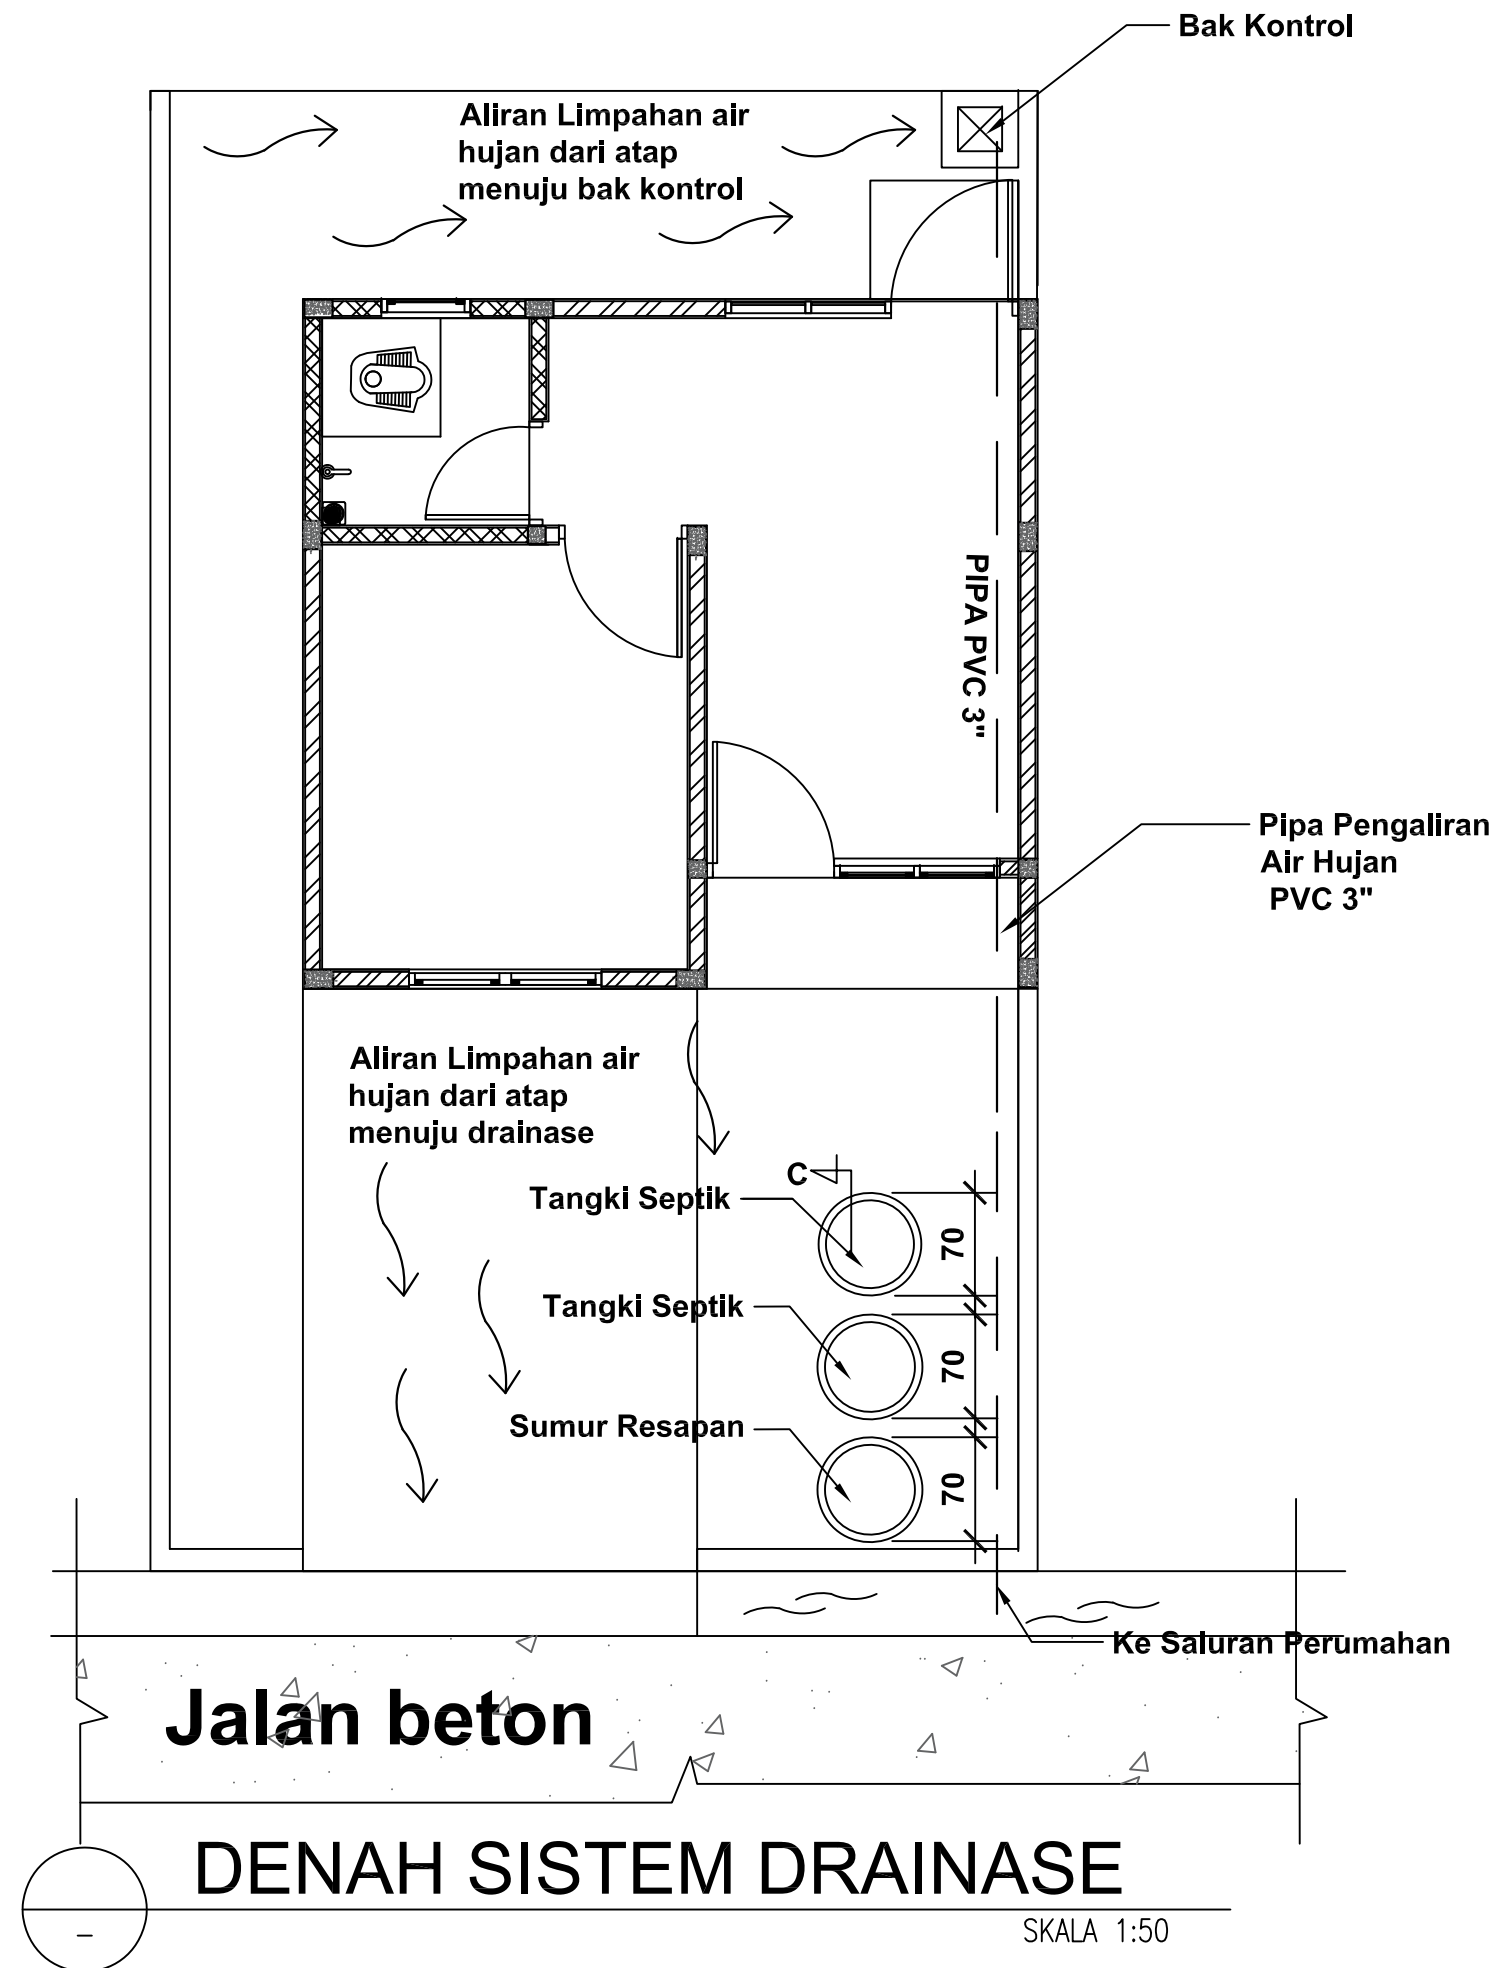 Bak Kontrol
Aliran Limpahan air
hujan dari atap
menuju bak kontrol
PIPA PVC 3"
Pipa Pengaliran
Air Hujan
PVC 3"
Aliran Limpahan air
hujan dari atap
menuju drainase
C
Tangki Septik
70
Tangki Septik
70
Sumur Resapan
70
Ke Saluran Perumahan
Jalan beton
DENAH SISTEM DRAINASE
-
SKALA 1:50